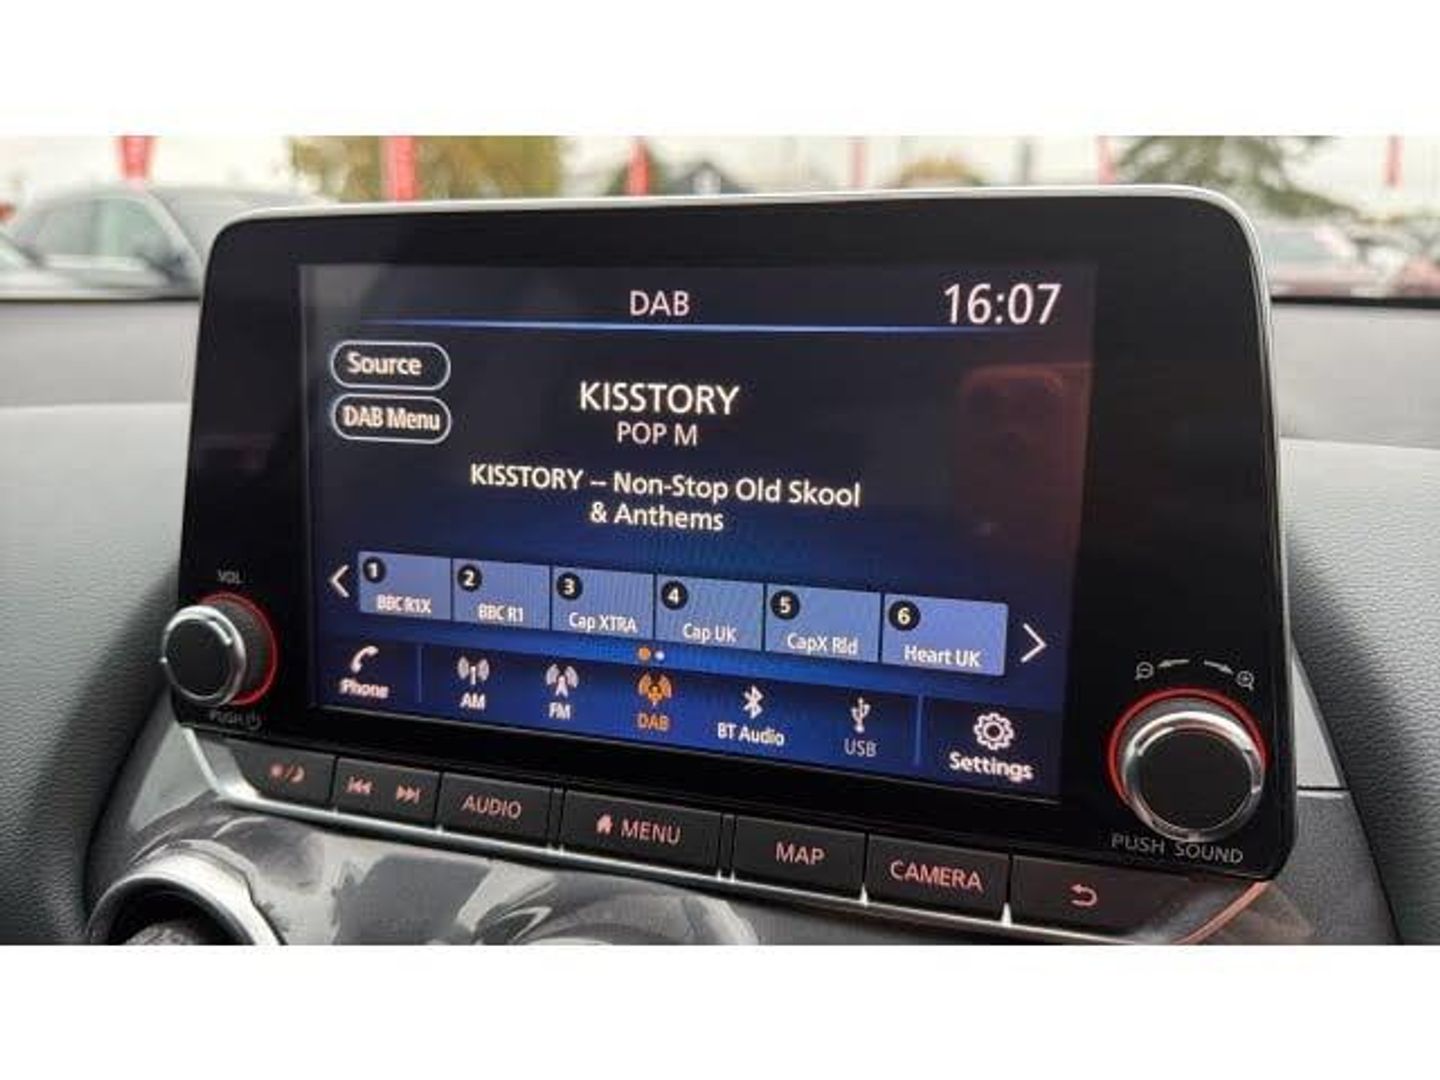 DAB 16:07
Source
DAB Menu
KISSTORY
POP M
KISSTORY – Non-Stop Old Skool
& Anthems
1 2 3 4 5 6
BBC R1X BBC R1 Cap XTRA Cap UK CapX Rld Heart UK
Phone AM FM DAB BT Audio USB Settings
VOL
PUSH
AUDIO MENU MAP CAMERA
PUSH SOUND